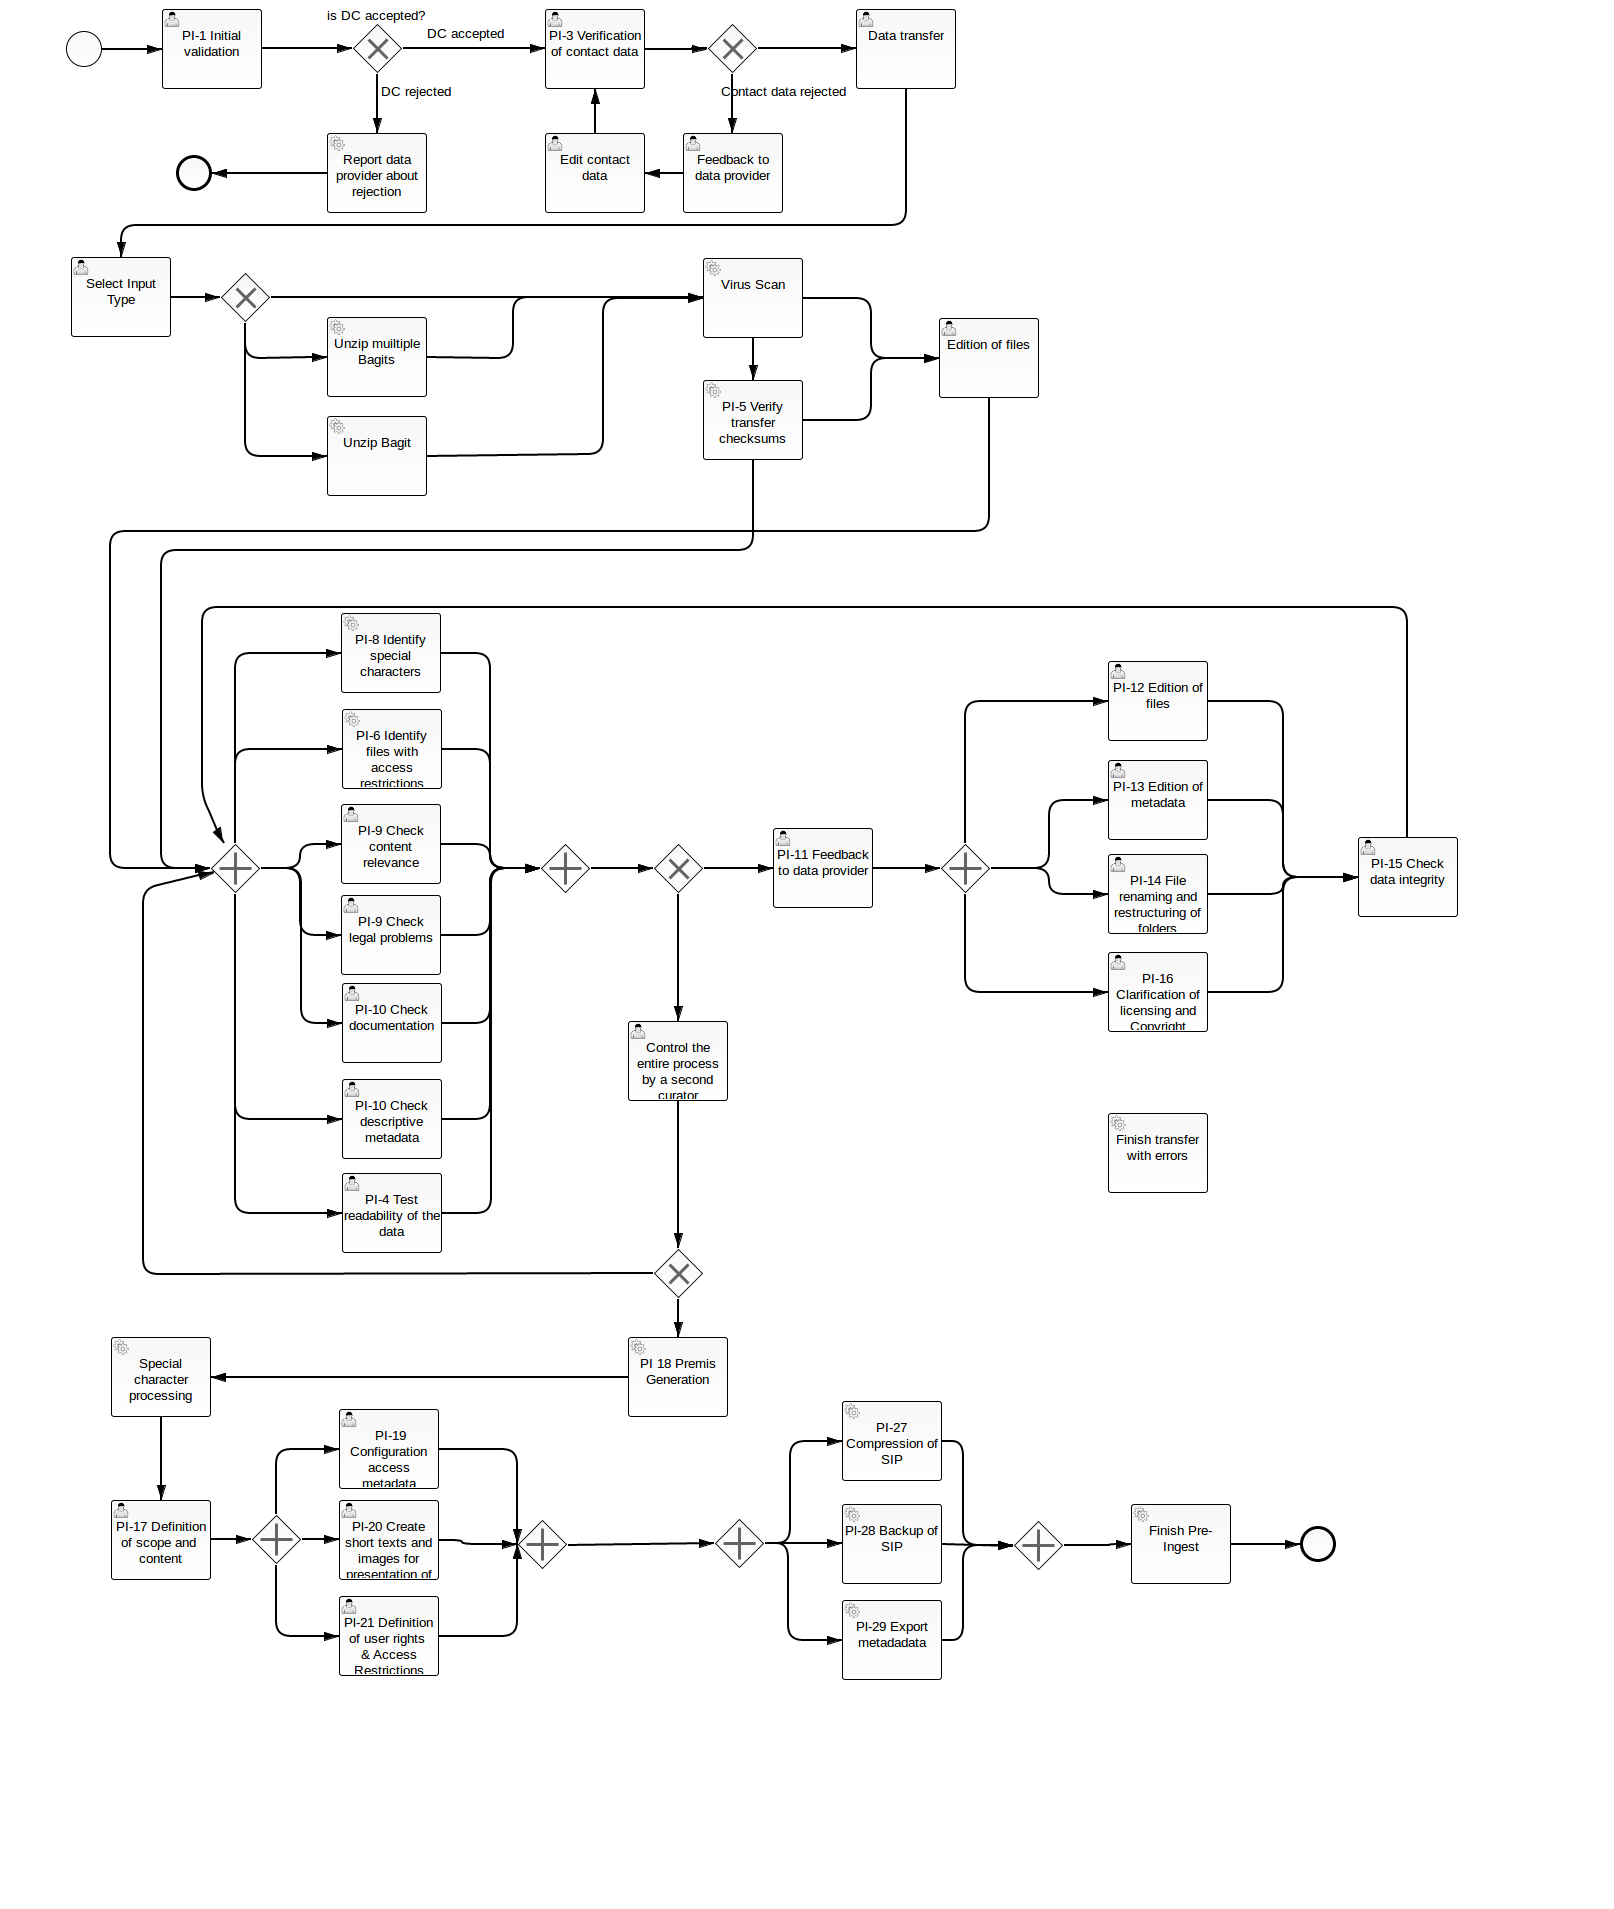 is DC accepted?
PI-1 Initial
validation
DC accepted
PI-3 Verification
of contact data
Data transfer
DC rejected
Contact data rejected
Report data
provider about
rejection
Edit contact
data
Feedback to
data provider
Select Input
Type
Virus Scan
Unzip muiltiple
Bagits
Edition of files
Unzip Bagit
PI-5 Verify
transfer
checksums
PI-8 Identify
special
characters
PI-6 Identify
files with
access
restrictions
PI-9 Check
content
relevance
PI-9 Check
legal problems
PI-10 Check
documentation
PI-10 Check
descriptive
metadata
PI-4 Test
readability of the
data
PI-11 Feedback
to data provider
PI-12 Edition of
files
PI-13 Edition of
metadata
PI-14 File
renaming and
restructuring of
folders
PI-16
Clarification of
licensing and
Copyright
PI-15 Check
data integrity
Control the
entire process
by a second
curator
Finish transfer
with errors
Special
character
processing
PI 18 Premis
Generation
PI-17 Definition
of scope and
content
PI-19
Configuration
access
metadata
PI-20 Create
short texts and
images for
presentation of
PI-21 Definition
of user rights
& Access
Restrictions
PI-27
Compression of
SIP
PI-28 Backup of
SIP
PI-29 Export
metadadata
Finish Pre-
Ingest